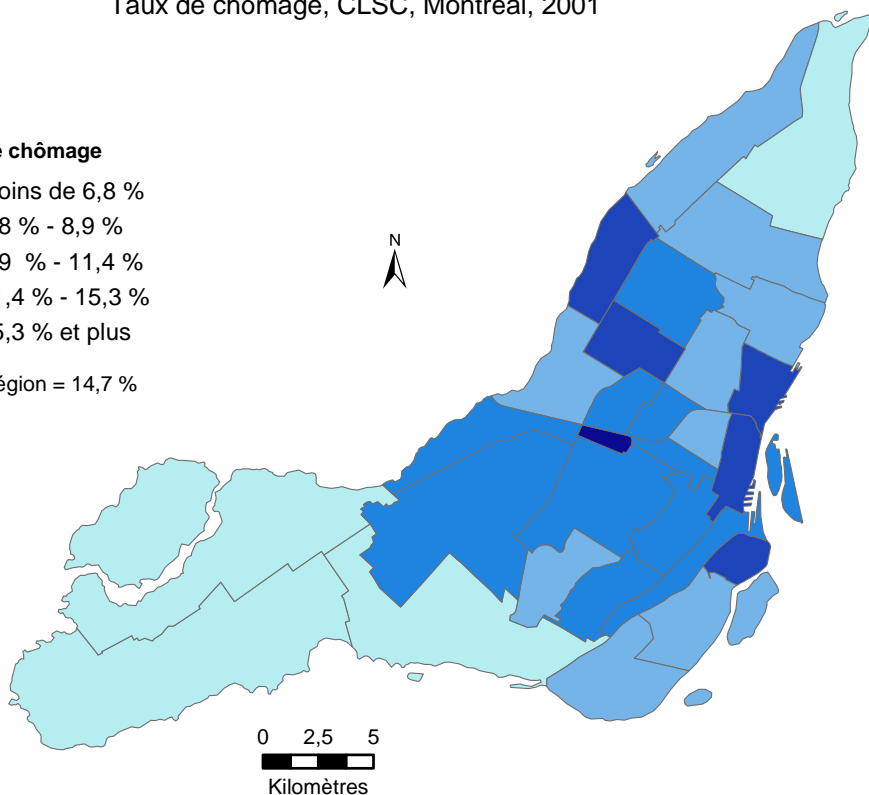 Taux de chômage, CLSC, Montréal, 2001
e chômage
oins de 6,8 %
8 % - 8,9 %
9 % - 11,4 %
,4 % - 15,3 %
5,3 % et plus
égion = 14,7 %
N
0 2,5 5
Kilomètres